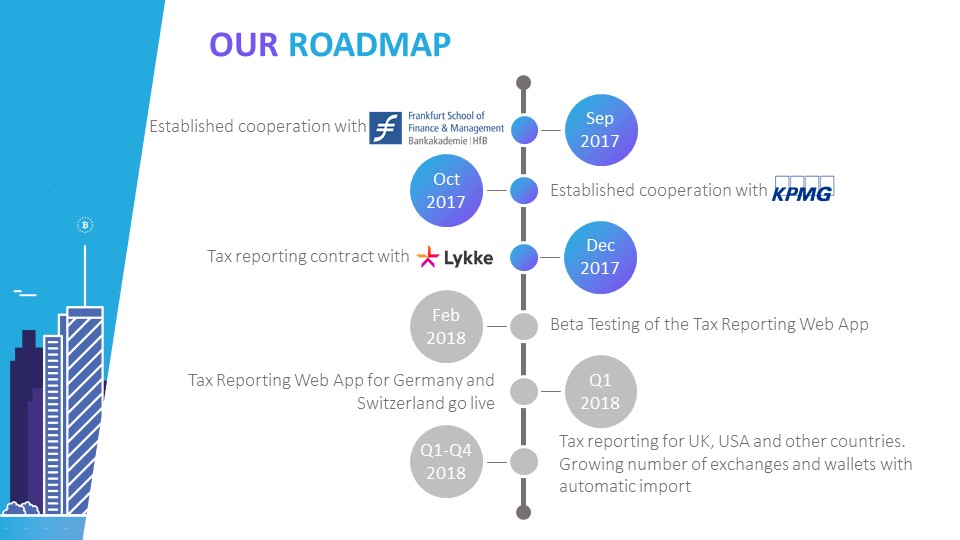 OUR ROADMAP
Established cooperation with
Frankfurt School of
Finance & Management
Bankakademie | HfB
Sep
2017
Oct
2017
Established cooperation with KPMG
Tax reporting contract with Lykke
Dec
2017
Feb
2018
Beta Testing of the Tax Reporting Web App
Tax Reporting Web App for Germany and
Switzerland go live
Q1
2018
Q1-Q4
2018
Tax reporting for UK, USA and other countries.
Growing number of exchanges and wallets with
automatic import